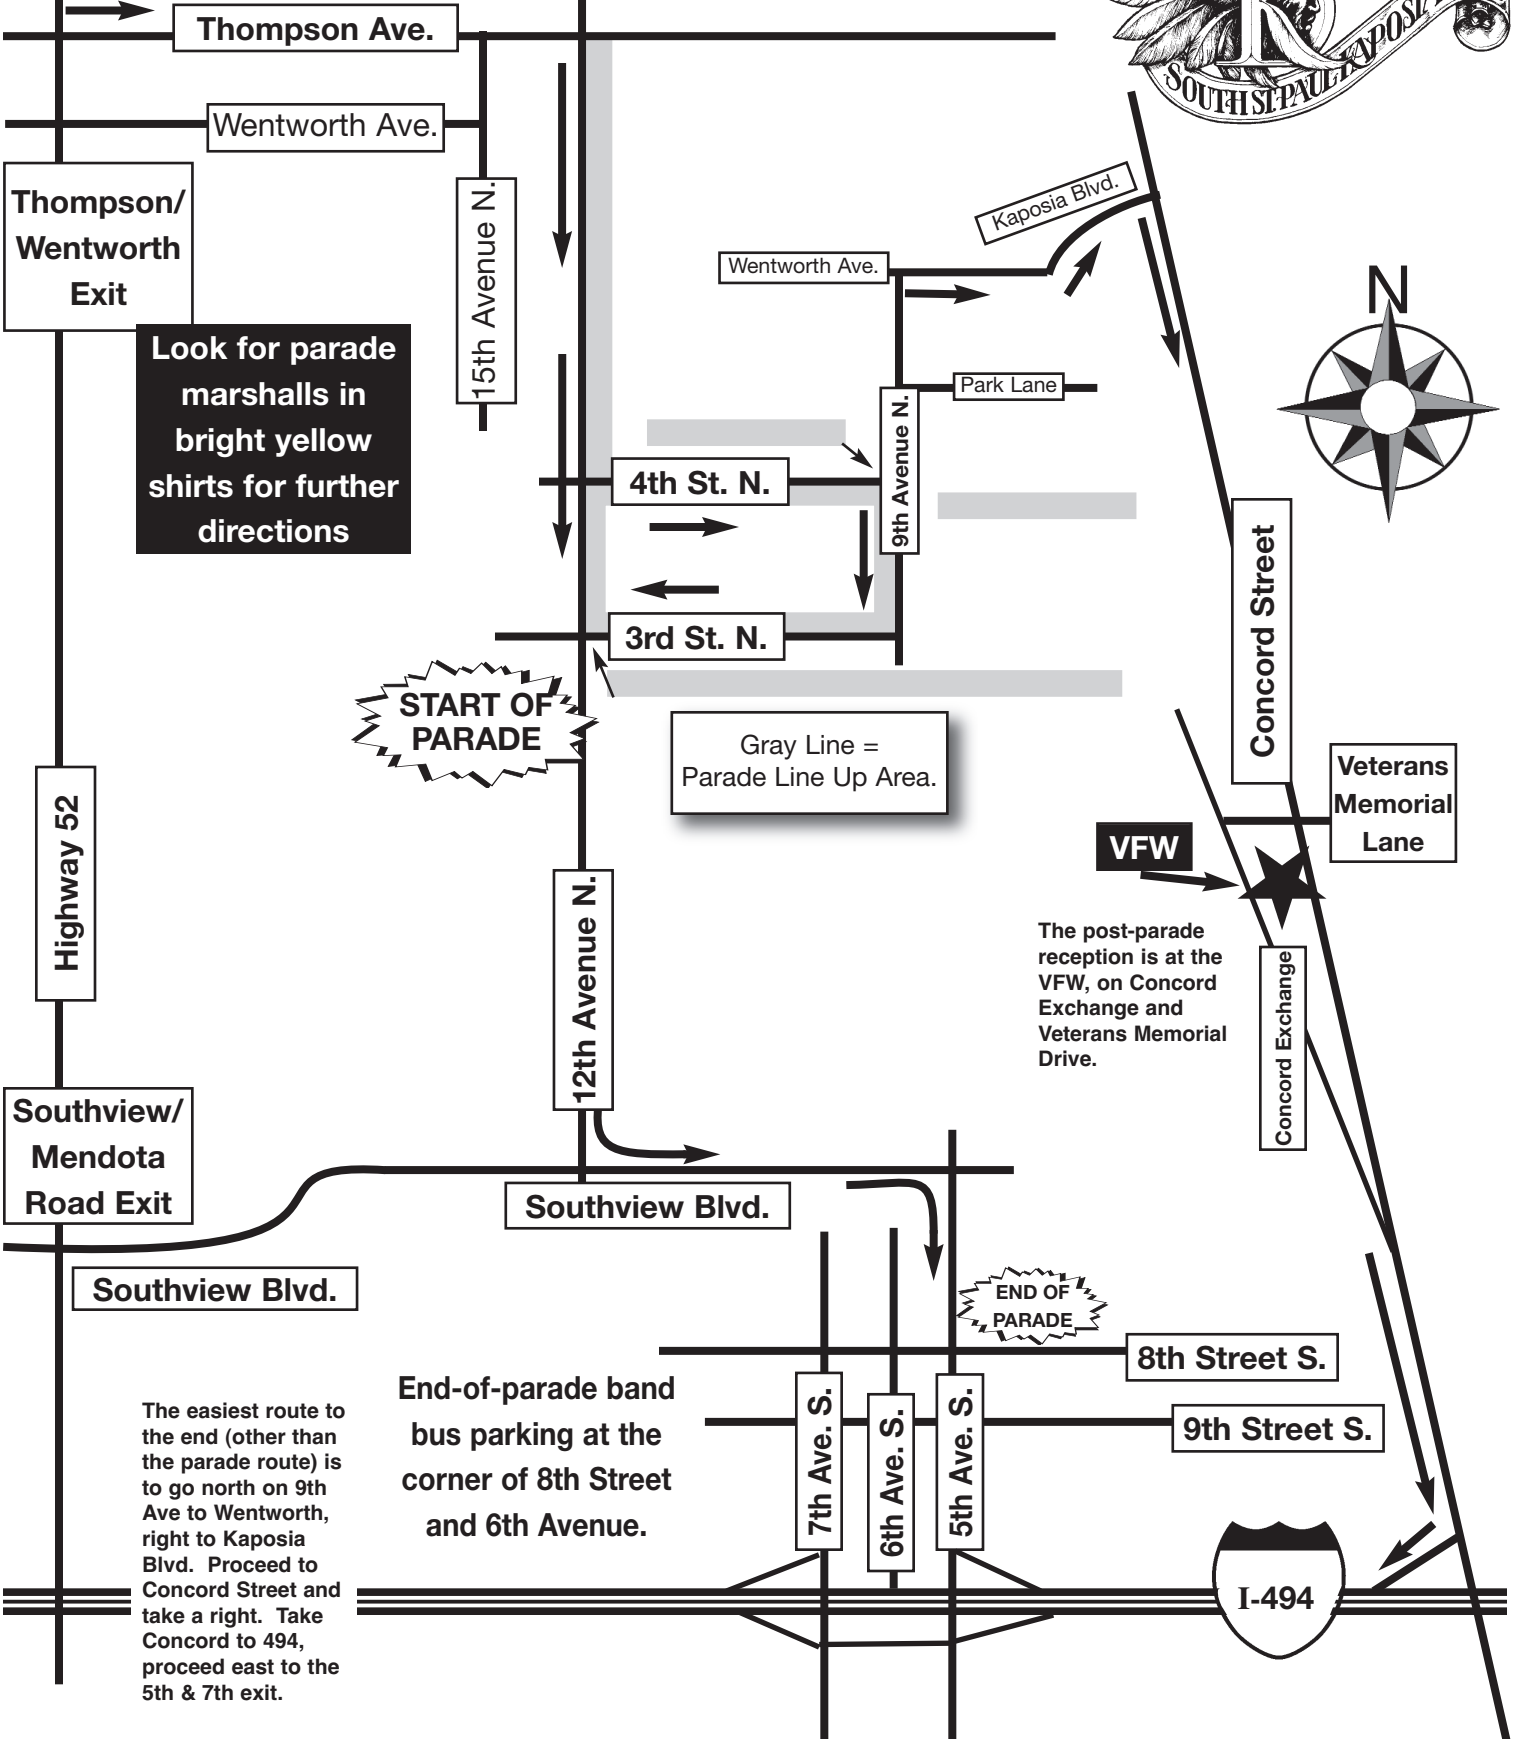 SOUTH ST. PAUL KAPOSIA
Thompson Ave.
Wentworth Ave.
Thompson/
Wentworth
Exit
15th Avenue N.
Kaposia Blvd.
Wentworth Ave.
N
Look for parade
marshalls in
bright yellow
shirts for further
directions
Park Lane
9th Avenue N.
4th St. N.
3rd St. N.
Concord Street
START OF
PARADE
Gray Line =
Parade Line Up Area.
Veterans
Memorial
Lane
VFW
Highway 52
12th Avenue N.
The post-parade
reception is at the
VFW, on Concord
Exchange and
Veterans Memorial
Drive.
Concord Exchange
Southview/
Mendota
Road Exit
Southview Blvd.
Southview Blvd.
END OF
PARADE
8th Street S.
9th Street S.
7th Ave. S.
6th Ave. S.
5th Ave. S.
End-of-parade band
bus parking at the
corner of 8th Street
and 6th Avenue.
The easiest route to
the end (other than
the parade route) is
to go north on 9th
Ave to Wentworth,
right to Kaposia
Blvd. Proceed to
Concord Street and
take a right. Take
Concord to 494,
proceed east to the
5th & 7th exit.
I-494